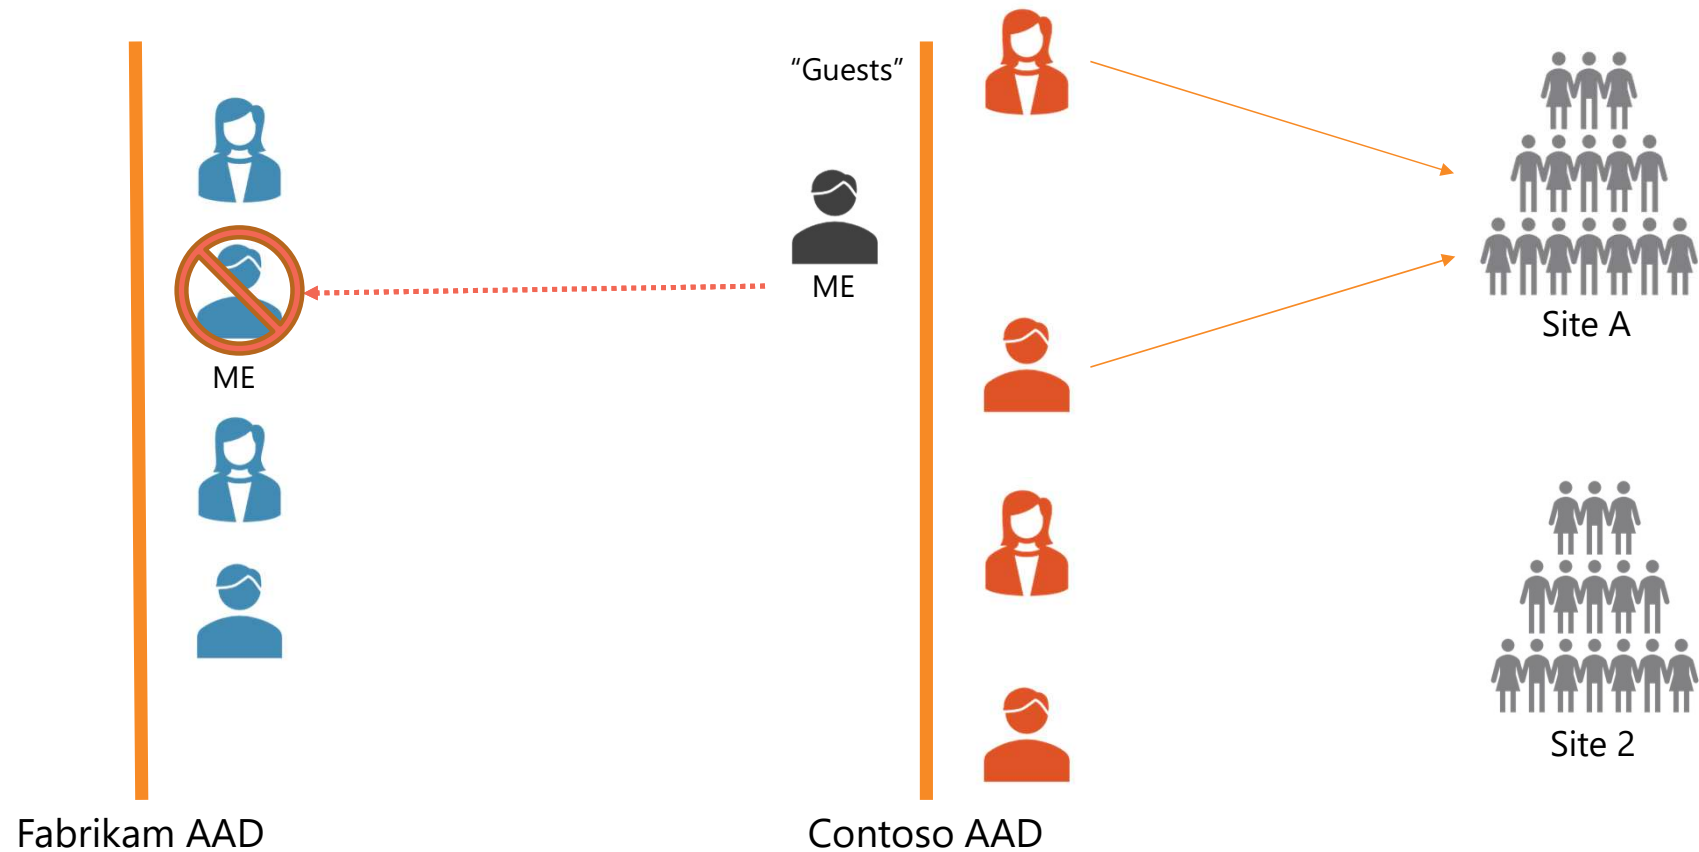 “Guests”
ME
ME
Site A
Site 2
Fabrikam AAD
Contoso AAD